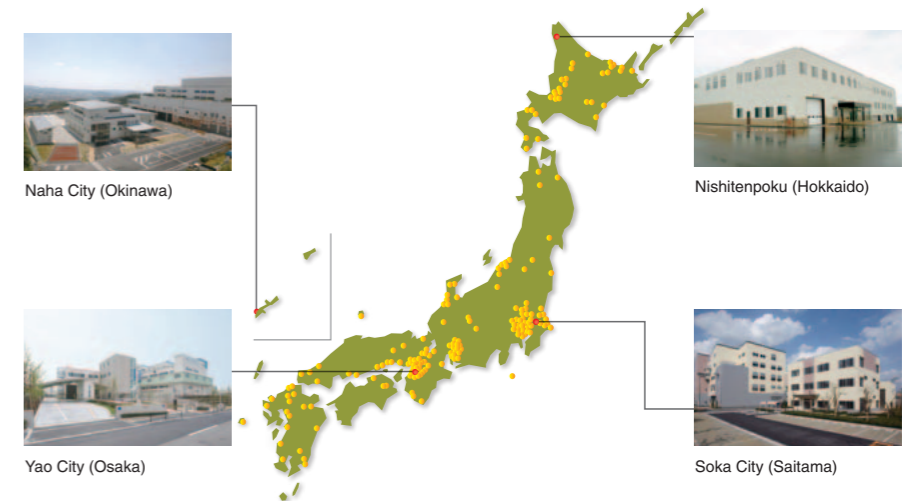 Naha City (Okinawa)
Nishitenpoku (Hokkaido)
Yao City (Osaka)
Soka City (Saitama)